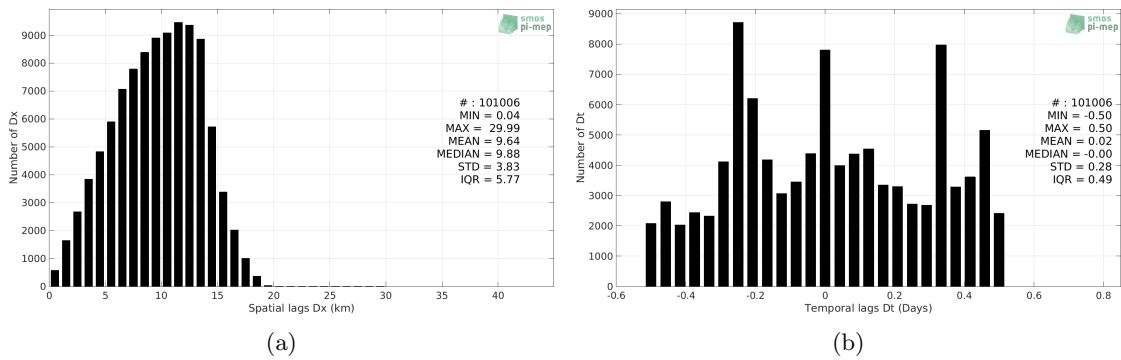 smos
pi-mep
9000
8000
7000
6000
5000
4000
3000
2000
1000
0
Number of Dx
# : 101006
MIN = 0.04
MAX = 29.99
MEAN = 9.64
MEDIAN = 9.88
STD = 3.83
IQR = 5.77
0 5 10 15 20 25 30 35 40
Spatial lags Dx (km)
(a)
smos
pi-mep
9000
8000
7000
6000
5000
4000
3000
2000
1000
0
Number of Dt
# : 101006
MIN = -0.50
MAX = 0.50
MEAN = 0.02
MEDIAN = -0.00
STD = 0.28
IQR = 0.49
-0.6 -0.4 -0.2 0 0.2 0.4 0.6 0.8
Temporal lags Dt (Days)
(b)